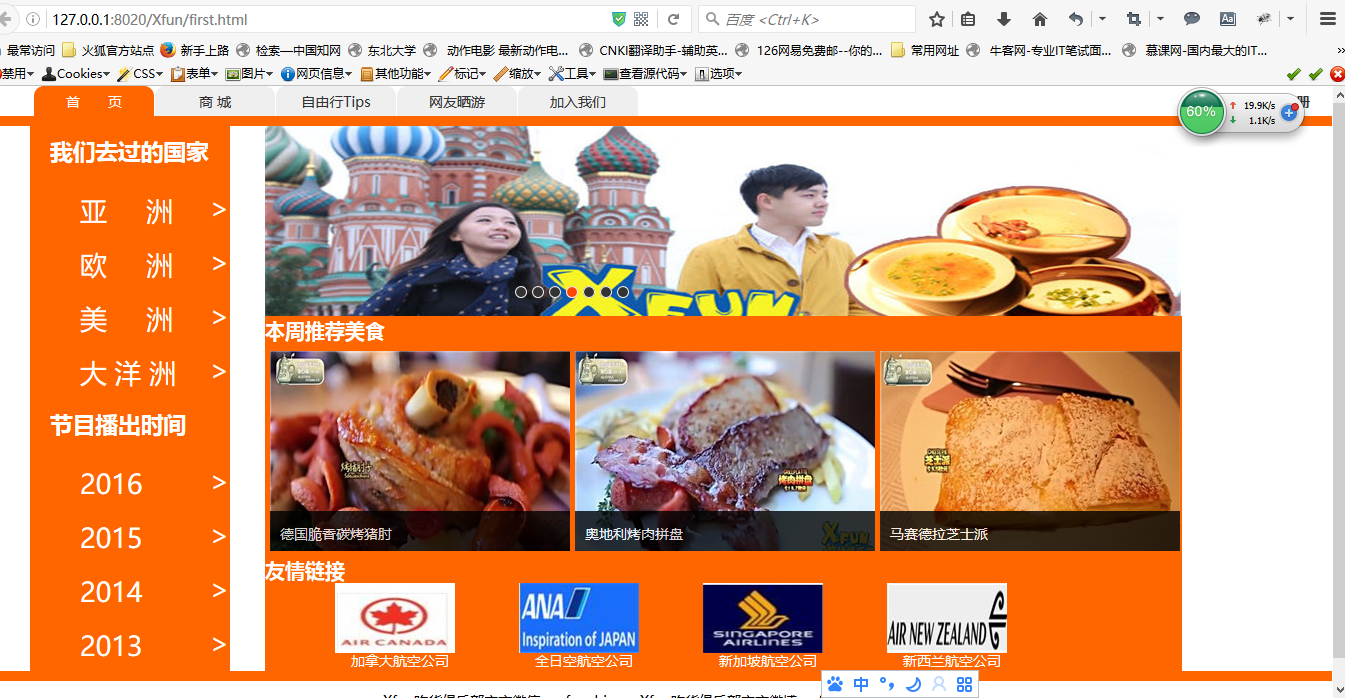 127.0.0.1:8020/Xfun/first.html
百度 <Ctrl+K>
最常访问 火狐官方站点 新手上路 检索—中国知网 东北大学 动作电影 最新动作电... CNKI翻译助手-辅助英... 126网易免费邮--你的... 常用网址 牛客网-专业IT笔试面... 慕课网-国内最大的IT... »
禁用 Cookies CSS 表单 图片 网页信息 其他功能 标记 缩放 工具 查看源代码 选项
首 页 商 城 自由行Tips 网友晒游 加入我们 册
60% 19.9K/s
1.1K/s
我们去过的国家
亚 洲 >
欧 洲 >
美 洲 >
大 洋 洲 >
节目播出时间
2016 >
2015 >
2014 >
2013 >
XFUN
本周推荐美食
烤肉拼盘
芝士派
德国脆香碳烤猪肘
奥地利烤肉拼盘
XFUN
马赛德拉芝士派
友情链接
AIR CANADA
ANA
Inspiration of JAPAN
SINGAPORE
AIRLINES
AIR NEW ZEALAND
加拿大航空公司 全日空航空公司 新加坡航空公司 新西兰航空公司
中